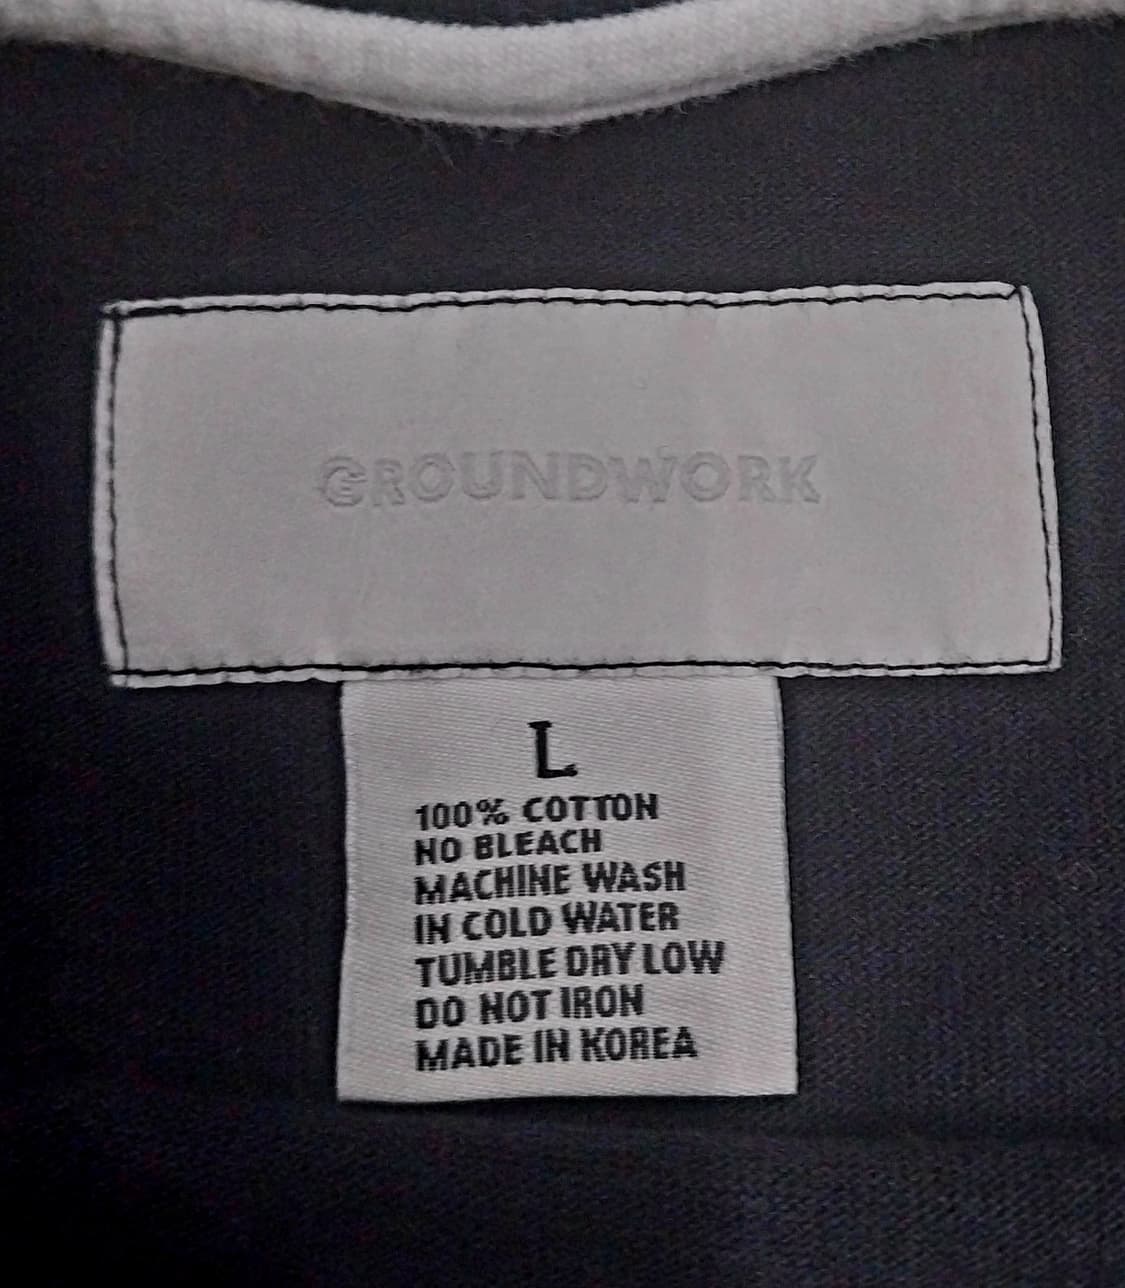 GROUNDWORK
L
100% COTTON
NO BLEACH
MACHINE WASH
IN COLD WATER
TUMBLE DRY LOW
DO NOT IRON
MADE IN KOREA